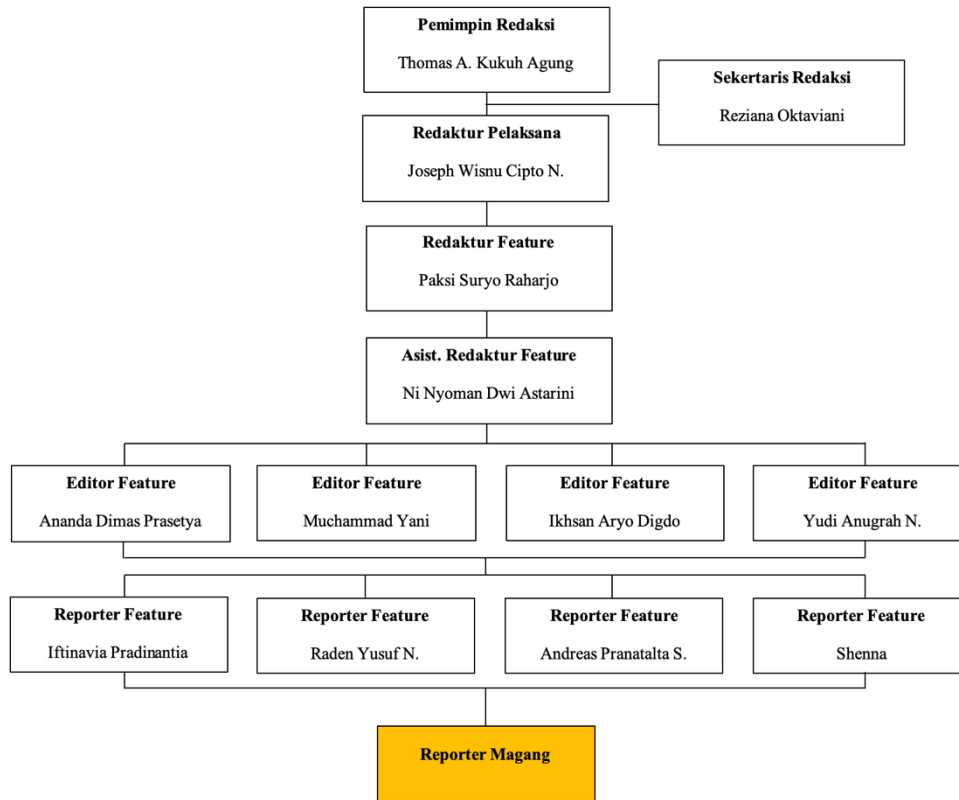 Pemimpin Redaksi
Thomas A. Kukuh Agung
Sekertaris Redaksi
Reziana Oktaviani
Redaktur Pelaksana
Joseph Wisnu Cipto N.
Redaktur Feature
Paksi Suryo Raharjo
Asist. Redaktur Feature
Ni Nyoman Dwi Astarini
Editor Feature
Ananda Dimas Prasetya
Editor Feature
Muchammad Yani
Editor Feature
Ikhsan Aryo Digdo
Editor Feature
Yudi Anugrah N.
Reporter Feature
Iftinavia Pradinantia
Reporter Feature
Raden Yusuf N.
Reporter Feature
Andreas Pranatalta S.
Reporter Feature
Shenna
Reporter Magang